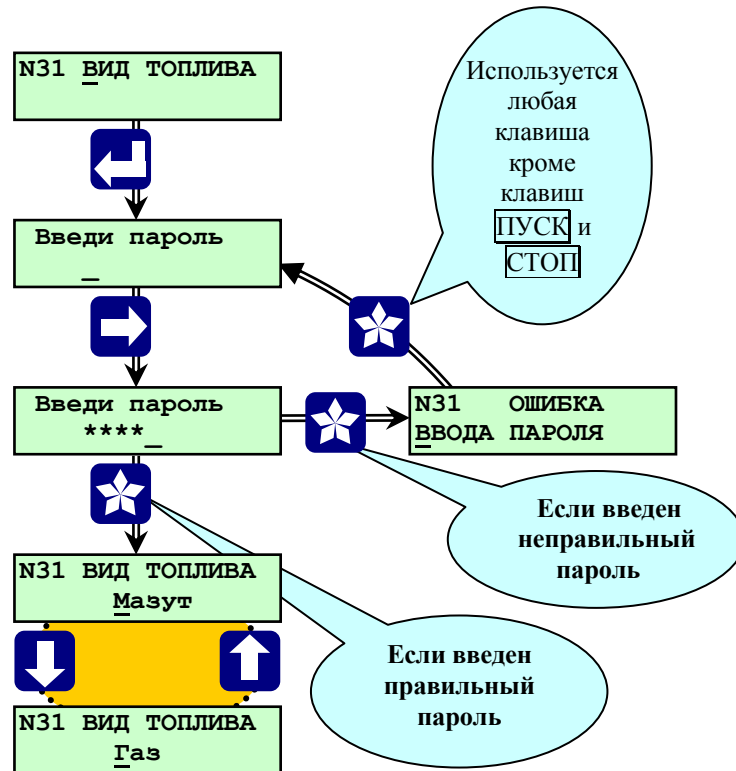 N31 ВИД ТОПЛИВА
Используется
любая
клавиша
кроме
клавиш
ПУСК и
СТОП
Введи пароль
_
Введи пароль
****_
N31 ОШИБКА
ВВОДА ПАРОЛЯ
Если введен
неправильный
пароль
N31 ВИД ТОПЛИВА
Мазут
Если введен
правильный
пароль
N31 ВИД ТОПЛИВА
Газ